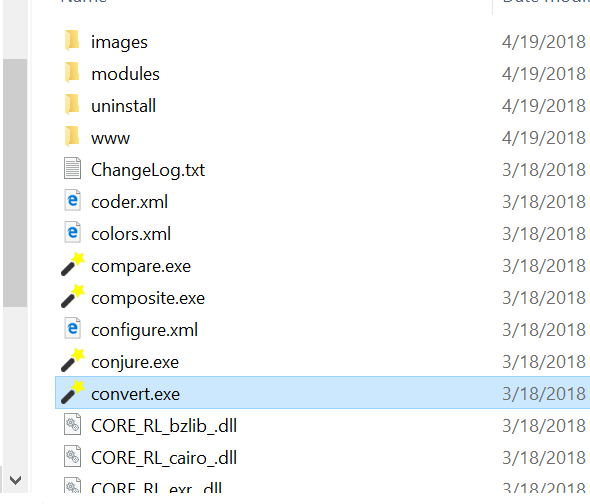 Name Date modifi
images 4/19/2018
modules 4/19/2018
uninstall 4/19/2018
www 4/19/2018
ChangeLog.txt 3/18/2018
coder.xml 3/18/2018
colors.xml 3/18/2018
compare.exe 3/18/2018
composite.exe 3/18/2018
configure.xml 3/18/2018
conjure.exe 3/18/2018
convert.exe 3/18/2018
CORE_RL_bzlib_.dll 3/18/2018
CORE_RL_cairo_.dll 3/18/2018
CORE_RL_exr_.dll 3/18/2018